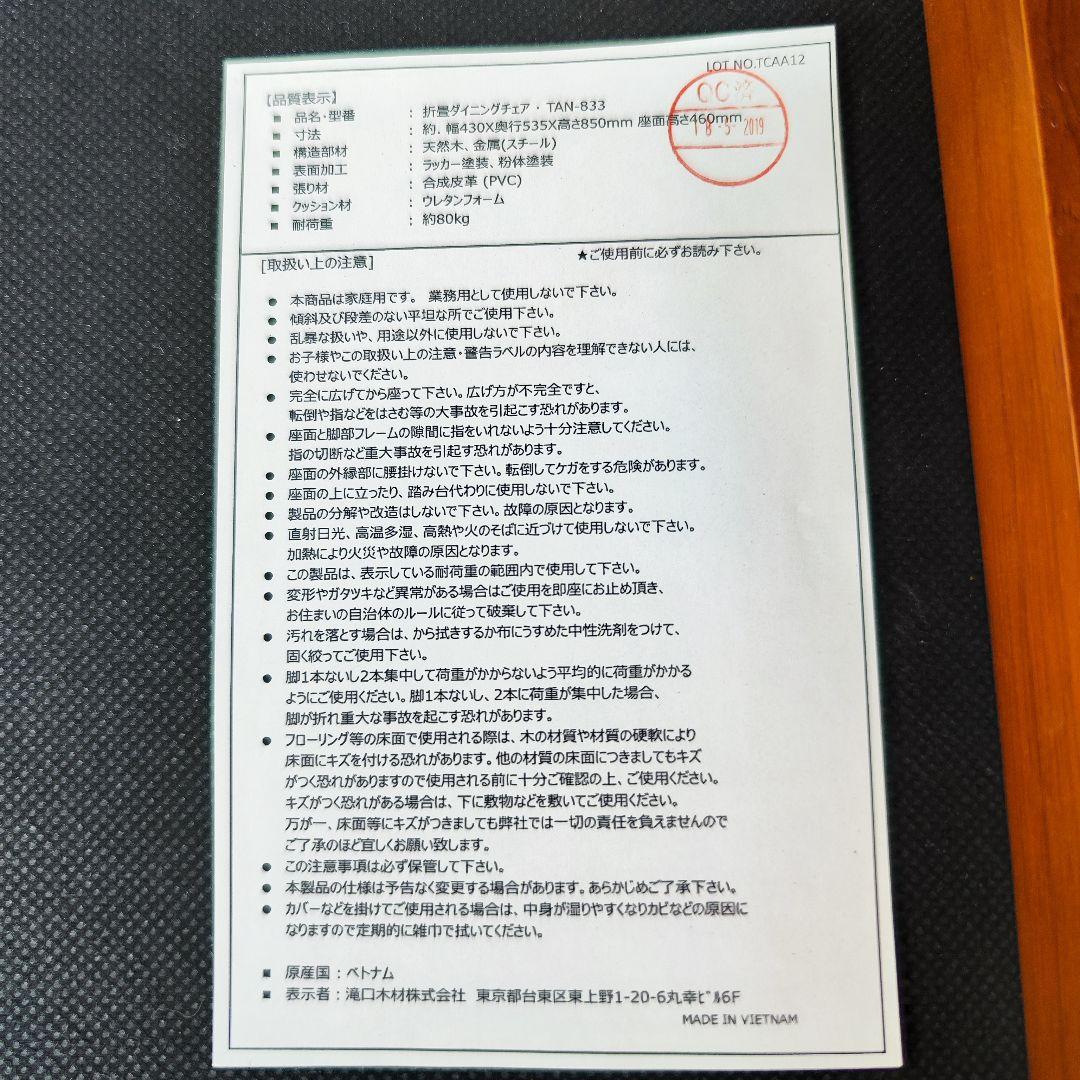 LOT NO.TCAA12
【品質表示】
■ 品名・型番 : 折畳ダイニングチェア・TAN-833
■ 寸法 : 約. 幅430X奥行535X高さ850mm 座面高さ460mm
■ 構造部材 : 天然木、金属(スチール)
■ 表面加工 : ラッカー塗装、粉体塗装
■ 張り材 : 合成皮革 (PVC)
■ クッション材 : ウレタンフォーム
■ 耐荷重 : 約80kg
QC済
18.-5.2019
[取扱い上の注意] ★ご使用前に必ずお読み下さい。
● 本商品は家庭用です。 業務用として使用しないで下さい。
● 傾斜及び段差のない平坦な所でご使用下さい。
● 乱暴な扱いや、用途以外に使用しないで下さい。
● お子様やこの取扱い上の注意・警告ラベルの内容を理解できない人には、
使わせないでください。
● 完全に広げてから座って下さい。広げ方が不完全ですと、
転倒や指などをはさむ等の大事故を引起す恐れがあります。
● 座面と脚部フレームの隙間に指をいれないよう十分注意してください。
指の切断など重大事故を引起す恐れがあります。
● 座面の外縁部に腰掛けないで下さい。転倒してケガをする危険があります。
● 座面の上に立ったり、踏み台代わりに使用しないで下さい。
● 製品の分解や改造はしないで下さい。故障の原因となります。
● 直射日光、高温多湿、高熱や火のそばに近づけて使用しないで下さい。
加熱により火災や故障の原因となります。
● この製品は、表示している耐荷重の範囲内で使用して下さい。
● 変形やガタツキなど異常がある場合はご使用を即座にお止め頂き、
お住まいの自治体のルールに従って破棄して下さい。
● 汚れを落とす場合は、から拭きするか布にうすめた中性洗剤をつけて、
固く絞ってご使用下さい。
● 脚1本ないし2本集中して荷重がかからないよう平均的に荷重がかかる
ようにご使用ください。脚1本ないし、2本に荷重が集中した場合、
脚が折れ重大な事故を起こす恐れがあります。
● フローリング等の床面で使用される際は、木の材質や材質の硬軟により
床面にキズを付ける恐れがあります。他の材質の床面につきましてもキズ
がつく恐れがありますので使用される前に十分ご確認の上、ご使用ください。
キズがつく恐れがある場合は、下に敷物などを敷いてご使用ください。
万が一、床面等にキズがつきましても弊社では一切の責任を負えませんので
ご了承のほど宜しくお願い致します。
● この注意事項は必ず保管して下さい。
● 本製品の仕様は予告なく変更する場合があります。あらかじめご了承下さい。
● カバーなどを掛けてご使用される場合は、中身が湿りやすくなりカビなどの原因に
なりますので定期的に雑巾で拭いてください。
■ 原産国:ベトナム
■ 表示者:滝口木材株式会社 東京都台東区東上野1-20-6丸幸ﾋﾞﾙ6F
MADE IN VIETNAM